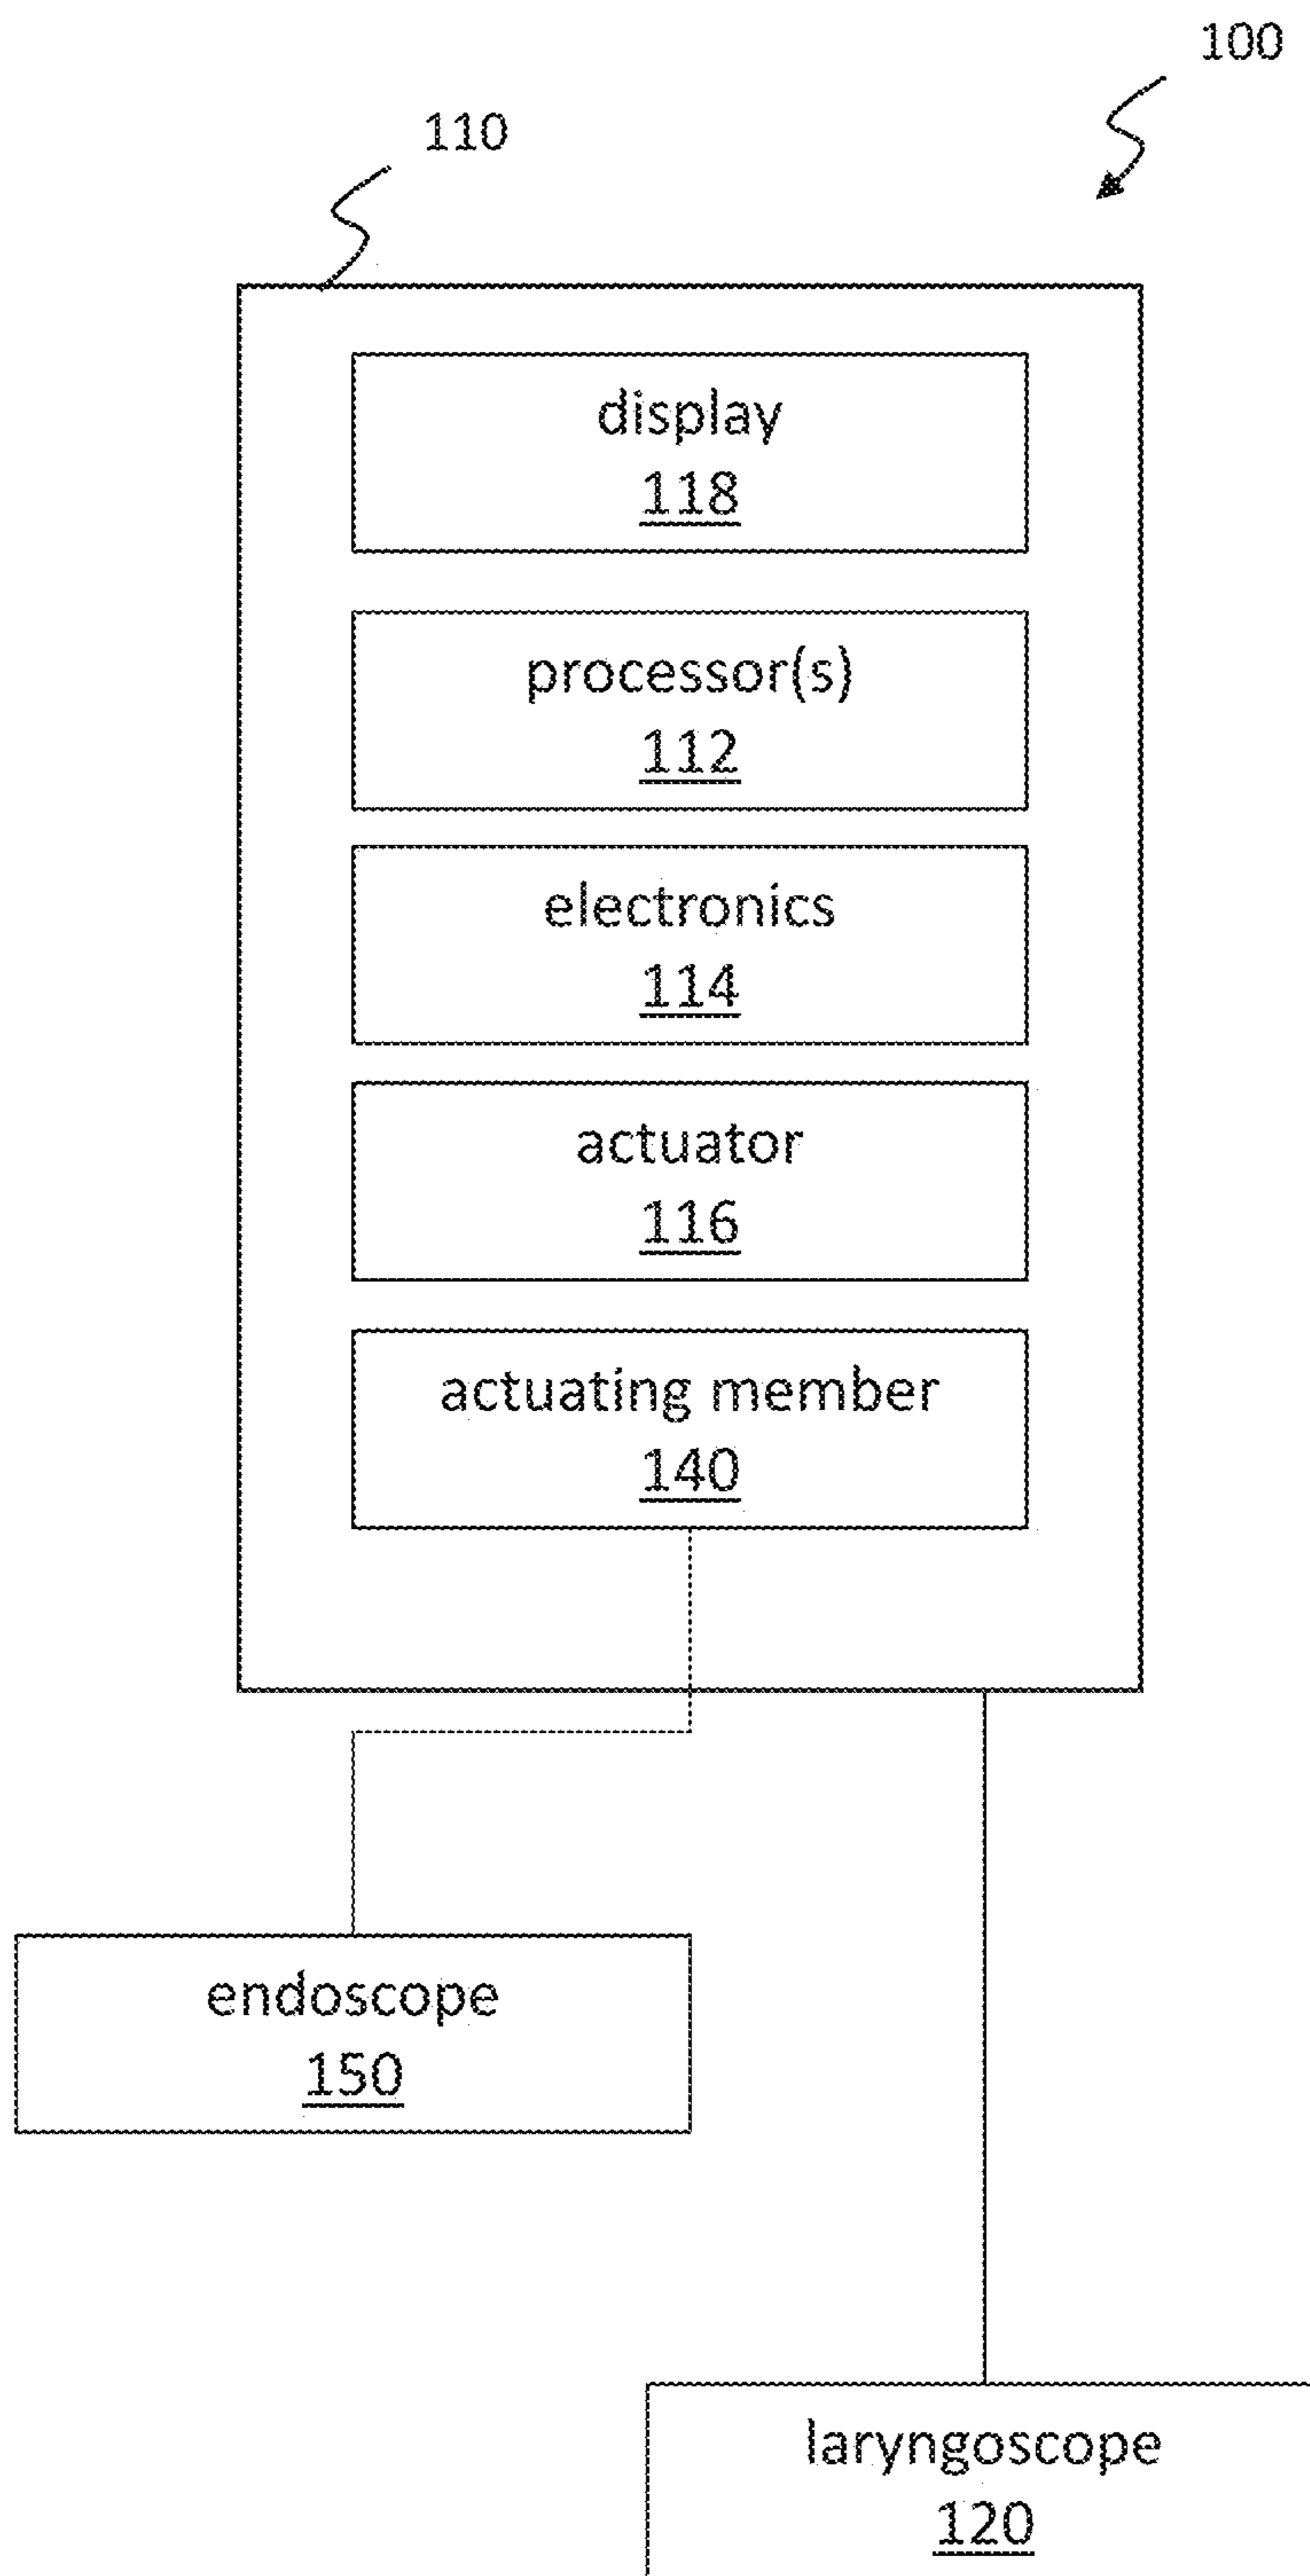 100
110
display
118
processor(s)
112
electronics
114
actuator
116
actuating member
140
endoscope
150
laryngoscope
120